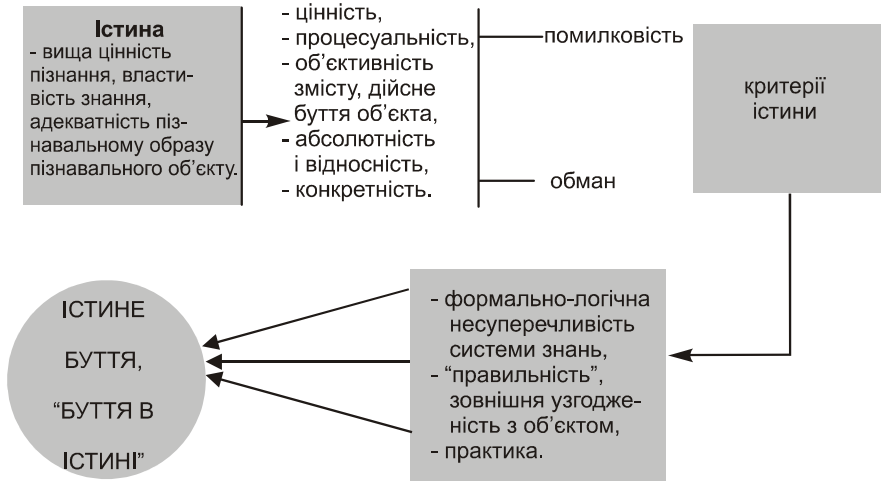 Істина
- вища цінність
пізнання, власти-
вість знання,
адекватність піз-
навальному образу
пізнавального об’єкту.
- цінність,
- процесуальність,
- об’єктивність
змісту, дійсне
буття об’єкта,
- абсолютність
і відносність,
- конкретність.
помилковість
обман
критерії
істини
ІСТИНЕ
БУТТЯ,
“БУТТЯ В
ІСТИНІ”
- формально-логічна
несуперечливість
системи знань,
- “правильність”,
зовнішня узгодже-
ність з об’єктом,
- практика.